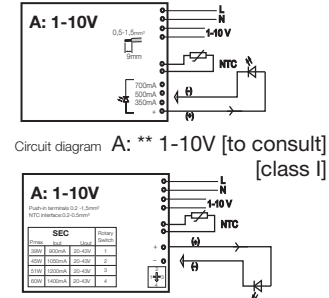 A: 1-10V
L
N
1-10 V
0,5-1,5mm²
9mm
NTC
700mA
500mA
350mA
(-)
+
(+)
Circuit diagram A: ** 1-10V [to consult]
[class I]
A: 1-10V
L
N
1-10 V
Push-in terminals 0.2 -1,5mm²
NTC interface:0.2-0.5mm²
NTC
SEC Rotary
Switch
Pmax Iout Uout
39W 900mA 20-43V 1
45W 1050mA 20-43V 2
51W 1200mA 20-43V 3
60W 1400mA 20-43V 4
+
(+)
−
(-)